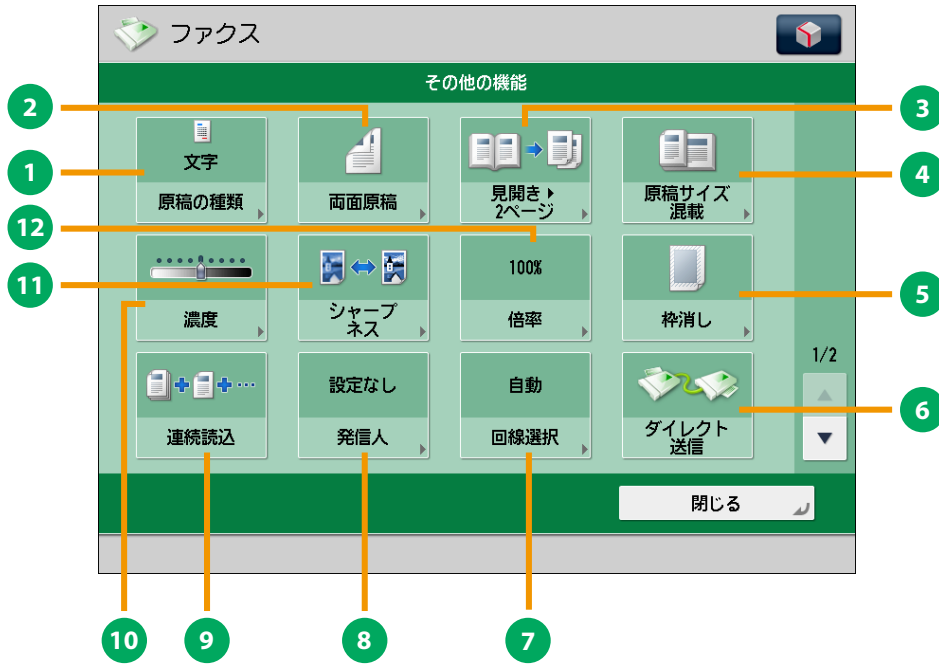 ファクス
その他の機能
2
3
1
4
文字
原稿の種類
両面原稿
見開き
2ページ
原稿サイズ
混載
12
11
5
100%
濃度
シャープ
ネス
倍率
枠消し
1/2
6
連続読込
設定なし
発信人
自動
回線選択
ダイレクト
送信
閉じる
10
9
8
7